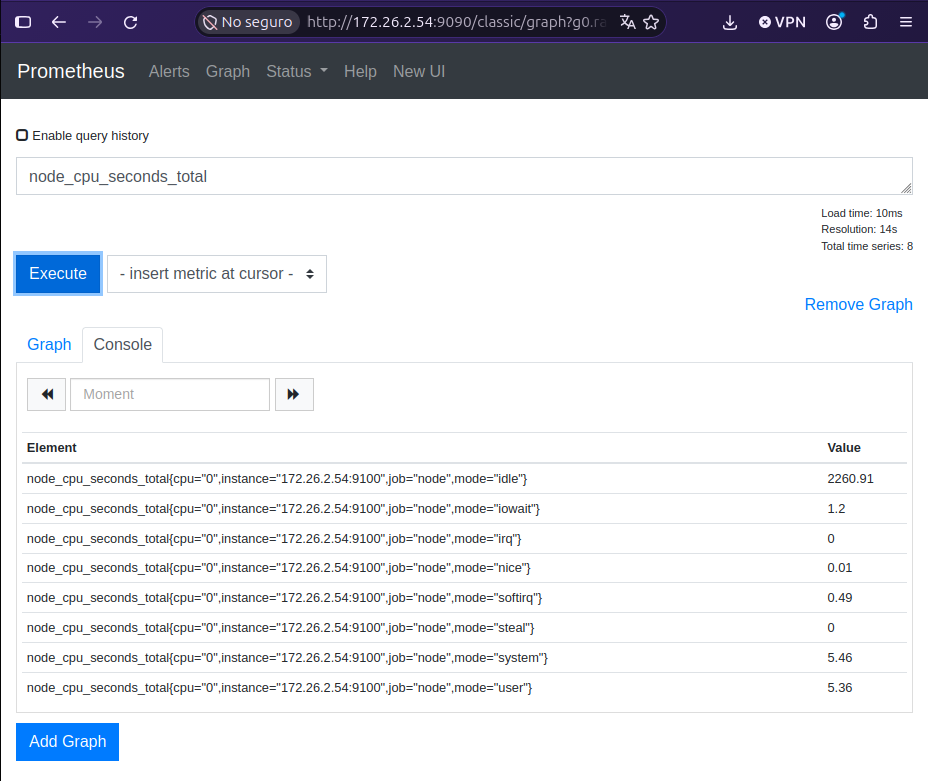 No seguro http://172.26.2.54:9090/classic/graph?g0.ra VPN
Prometheus Alerts Graph Status Help New UI
Enable query history
node_cpu_seconds_total
Load time: 10ms
Resolution: 14s
Total time series: 8
Execute - insert metric at cursor -
Remove Graph
Graph Console
Moment
Element Value
node_cpu_seconds_total{cpu="0",instance="172.26.2.54:9100",job="node",mode="idle"} 2260.91
node_cpu_seconds_total{cpu="0",instance="172.26.2.54:9100",job="node",mode="iowait"} 1.2
node_cpu_seconds_total{cpu="0",instance="172.26.2.54:9100",job="node",mode="irq"} 0
node_cpu_seconds_total{cpu="0",instance="172.26.2.54:9100",job="node",mode="nice"} 0.01
node_cpu_seconds_total{cpu="0",instance="172.26.2.54:9100",job="node",mode="softirq"} 0.49
node_cpu_seconds_total{cpu="0",instance="172.26.2.54:9100",job="node",mode="steal"} 0
node_cpu_seconds_total{cpu="0",instance="172.26.2.54:9100",job="node",mode="system"} 5.46
node_cpu_seconds_total{cpu="0",instance="172.26.2.54:9100",job="node",mode="user"} 5.36
Add Graph